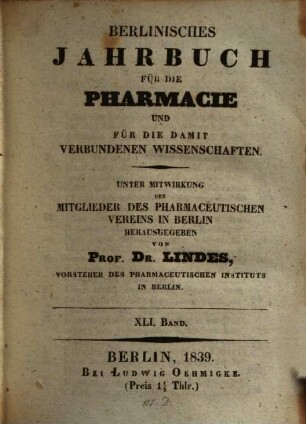 BERLINISCHES
JAHRBUCH
FÜR DIE
PHARMACIE
UND
FÜR DIE DAMIT
VERBUNDENEN WISSENSCHAFTEN.
UNTER MITWIRKUNG
DER
MITGLIEDER DES PHARMACEUTISCHEN
VEREINS IN BERLIN
HERAUSGEGEBEN
VON
PROF. DR. LINDES,
VORSTEHER DES PHARMACEUTISCHEN INSTITUTS
IN BERLIN.
XLI. BAND.
BERLIN, 1839.
BEI LUDWIG OEHMIGKE.
(Preis 1½ Thlr.)